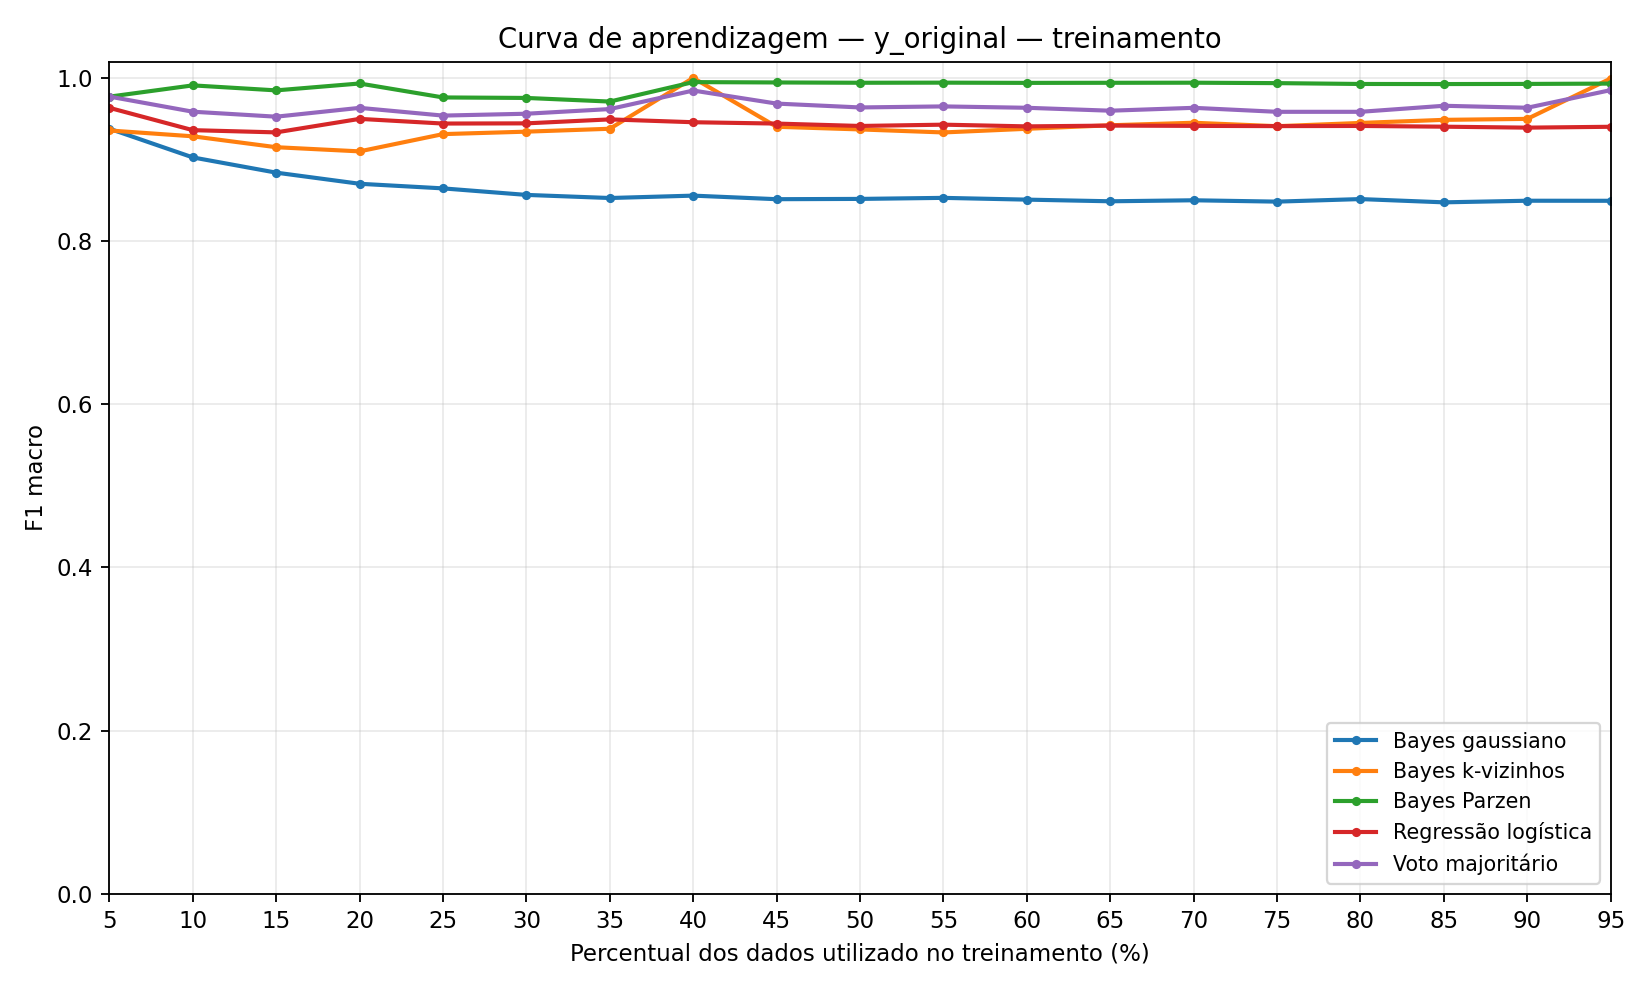 Curva de aprendizagem — y_original — treinamento
F1 macro
1.0
0.8
0.6
0.4
0.2
0.0
5 10 15 20 25 30 35 40 45 50 55 60 65 70 75 80 85 90 95
Percentual dos dados utilizado no treinamento (%)
Bayes gaussiano
Bayes k-vizinhos
Bayes Parzen
Regressão logística
Voto majoritário